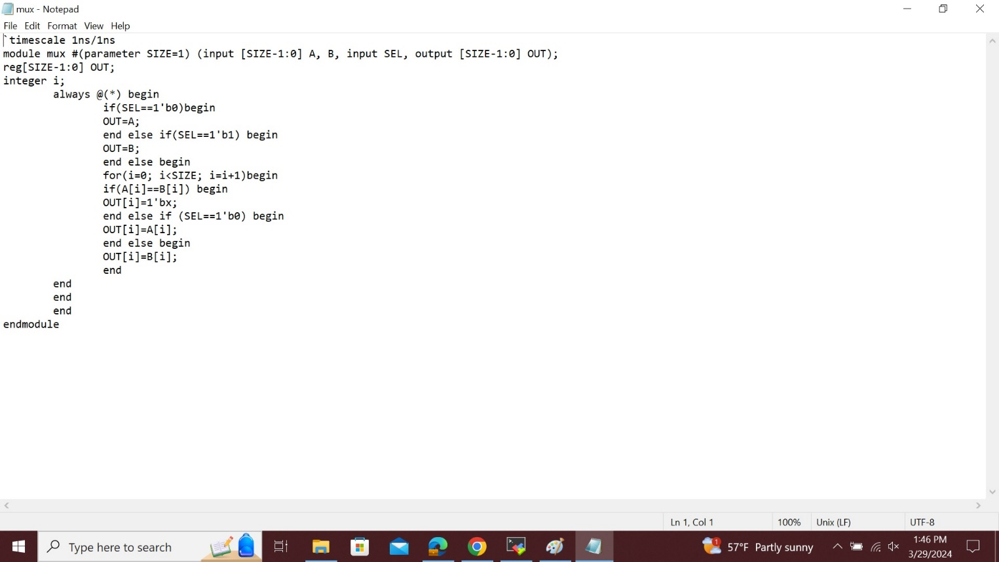 mux - Notepad
File Edit Format View Help
`timescale 1ns/1ns
module mux #(parameter SIZE=1) (input [SIZE-1:0] A, B, input SEL, output [SIZE-1:0] OUT);
reg[SIZE-1:0] OUT;
integer i;
always @(*) begin
if(SEL==1'b0)begin
OUT=A;
end else if(SEL==1'b1) begin
OUT=B;
end else begin
for(i=0; i<SIZE; i=i+1)begin
if(A[i]==B[i]) begin
OUT[i]=1'bx;
end else if (SEL==1'b0) begin
OUT[i]=A[i];
end else begin
OUT[i]=B[i];
end
end
end
end
endmodule
Ln 1, Col 1 100% Unix (LF) UTF-8
Type here to search 1 57°F Partly sunny 1:46 PM
3/29/2024